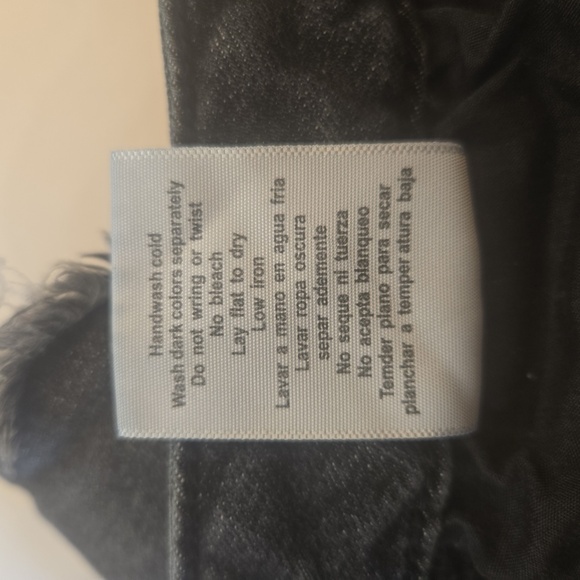 Handwash cold
Wash dark colors separately
Do not wring or twist
No bleach
Lay flat to dry
Low iron
Lavar a mano en agua fria
Lavar ropa oscura
separ ademente
No seque ni tuerza
No acepta blanqueo
Temder plano para secar
planchar a temper atura baja